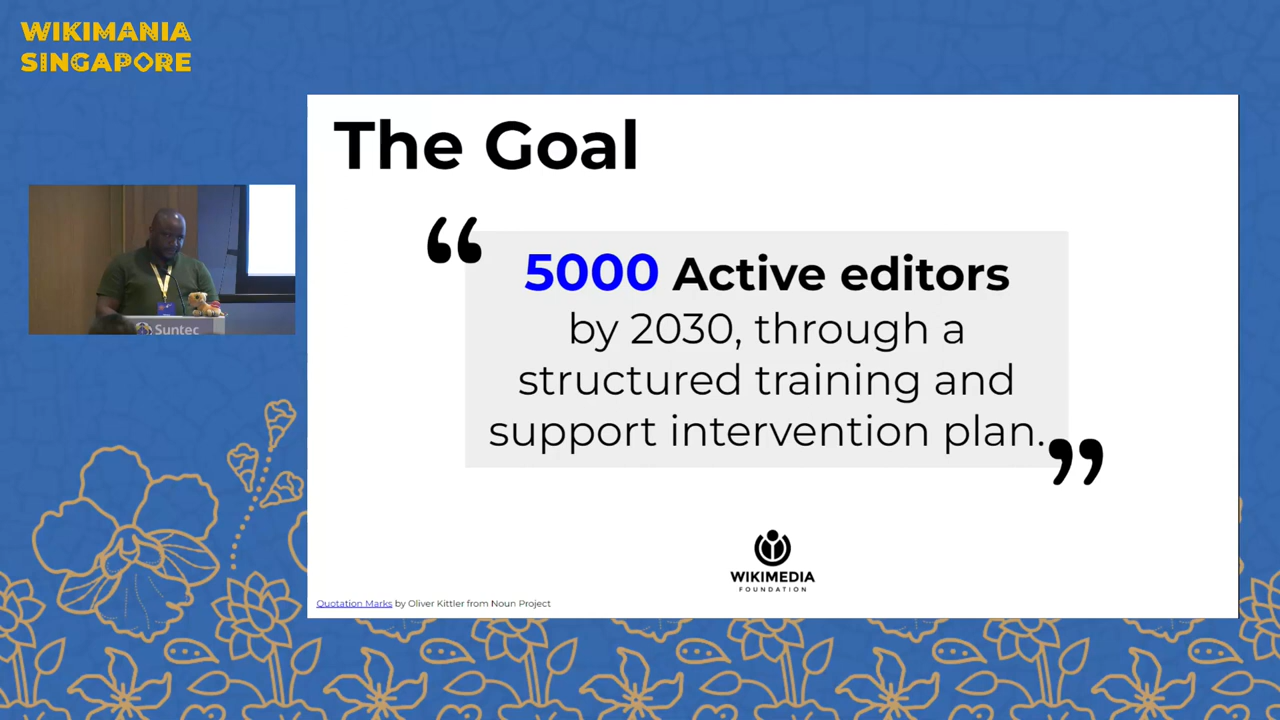 WIKIMANIA
SINGAPORE
The Goal
“
5000 Active editors
by 2030, through a
structured training and
support intervention plan.
”
Suntec
WIKIMEDIA
FOUNDATION
Quotation Marks by Oliver Kittler from Noun Project